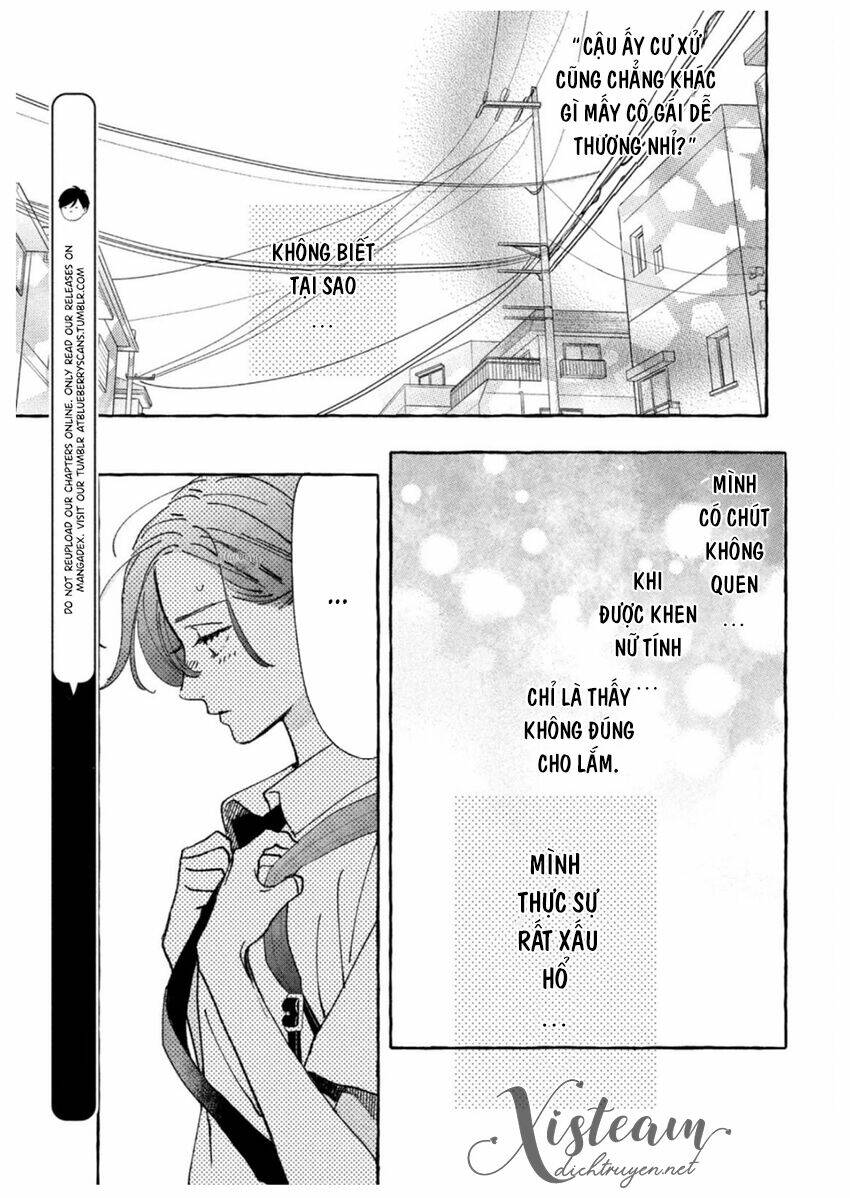 "CẬU ẤY CƯ XỬ
CŨNG CHẲNG KHÁC
GÌ MẤY CÔ GÁI DỄ
THƯƠNG NHỈ?"
KHÔNG BIẾT
TẠI SAO
...
MÌNH
CÓ CHÚT
KHÔNG
QUEN
...
KHI
ĐƯỢC KHEN
NỮ TÍNH
...
CHỈ LÀ THẤY
KHÔNG ĐÚNG
CHO LẮM.
MÌNH
THỰC SỰ
RẤT XẤU
HỔ
...
...
DO NOT REUPLOAD OUR CHAPTERS ONLINE. ONLY READ OUR RELEASES ON
MANGADEX. VISIT OUR TUMBLR ATBLUEBERRYSCANS.TUMBLR.COM
Xisteam
dichtruyen.net